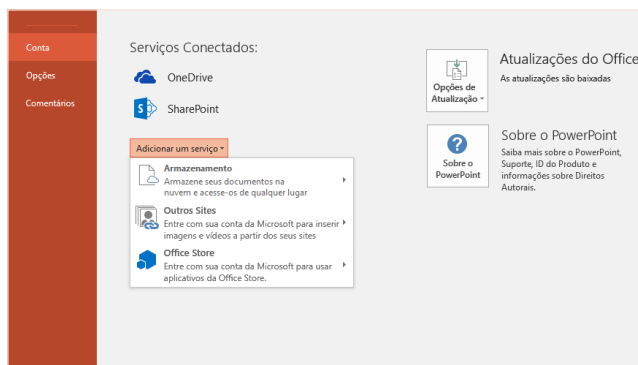 Conta
Opções
Comentários
Serviços Conectados:
OneDrive
SharePoint
Adicionar um serviço
Armazenamento
Armazene seus documentos na
nuvem e acesse-os de qualquer lugar
Outros Sites
Entre com sua conta da Microsoft para inserir
imagens e vídeos a partir dos seus sites
Office Store
Entre com sua conta da Microsoft para usar
aplicativos da Office Store.
Opções de
Atualização
Atualizações do Office
As atualizações são baixadas
Sobre o
PowerPoint
Sobre o PowerPoint
Saiba mais sobre o PowerPoint,
Suporte, ID do Produto e
informações sobre Direitos
Autorais.